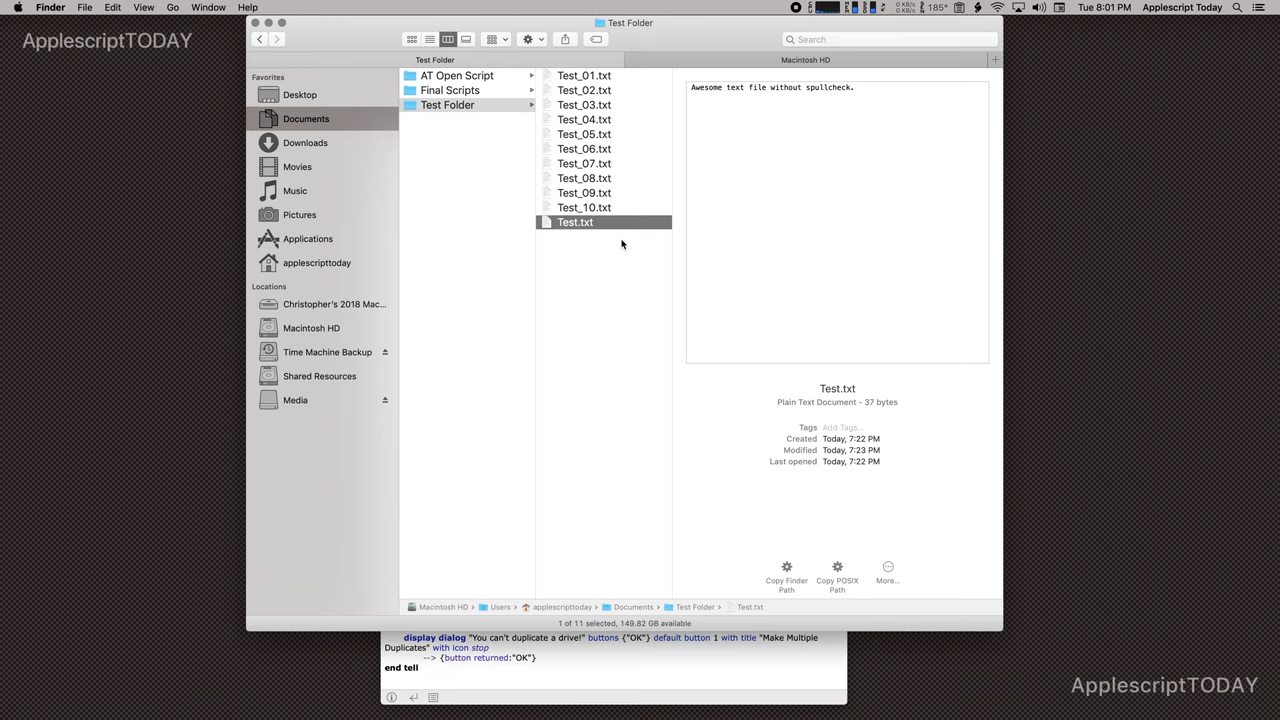 Finder File Edit View Go Window Help
0 KB/s
0 KB/s
185°
Tue 8:01 PM Applescript Today
ApplescriptTODAY
Test Folder
Search
Test Folder
Macintosh HD
Favorites
Desktop
Documents
Downloads
Movies
Music
Pictures
Applications
applescripttoday
Locations
Christopher's 2018 Mac...
Macintosh HD
Time Machine Backup
Shared Resources
Media
AT Open Script
Final Scripts
Test Folder
Test_01.txt
Test_02.txt
Test_03.txt
Test_04.txt
Test_05.txt
Test_06.txt
Test_07.txt
Test_08.txt
Test_09.txt
Test_10.txt
Test.txt
Awesome text file without spullcheck.
Test.txt
Plain Text Document - 37 bytes
Tags Add Tags...
Created Today, 7:22 PM
Modified Today, 7:23 PM
Last opened Today, 7:22 PM
Copy Finder Path
Copy POSIX Path
More...
Macintosh HD › Users › applescripttoday › Documents › Test Folder › Test.txt
1 of 11 selected, 149.82 GB available
display dialog "You can't duplicate a drive!" buttons {"OK"} default button 1 with title "Make Multiple
Duplicates" with icon stop
--> {button returned:"OK"}
end tell
ApplescriptTODAY